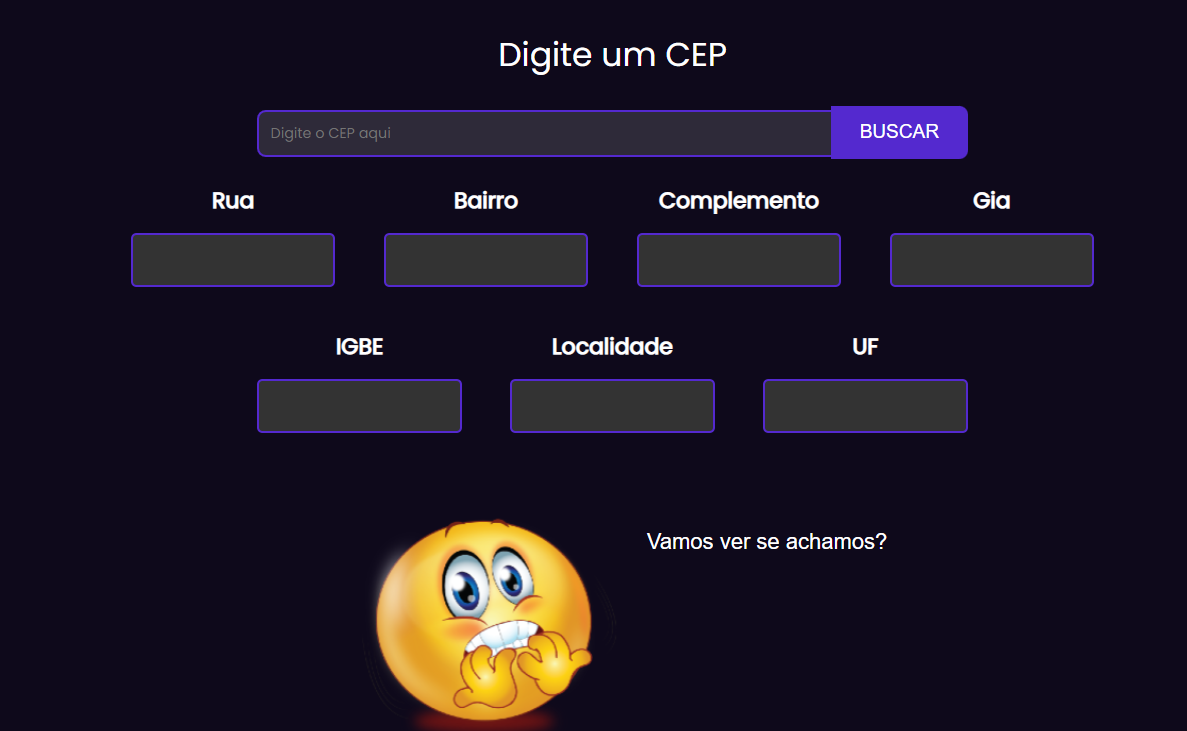 Digite um CEP
Digite o CEP aqui
BUSCAR
Rua
Bairro
Complemento
Gia
IGBE
Localidade
UF
Vamos ver se achamos?